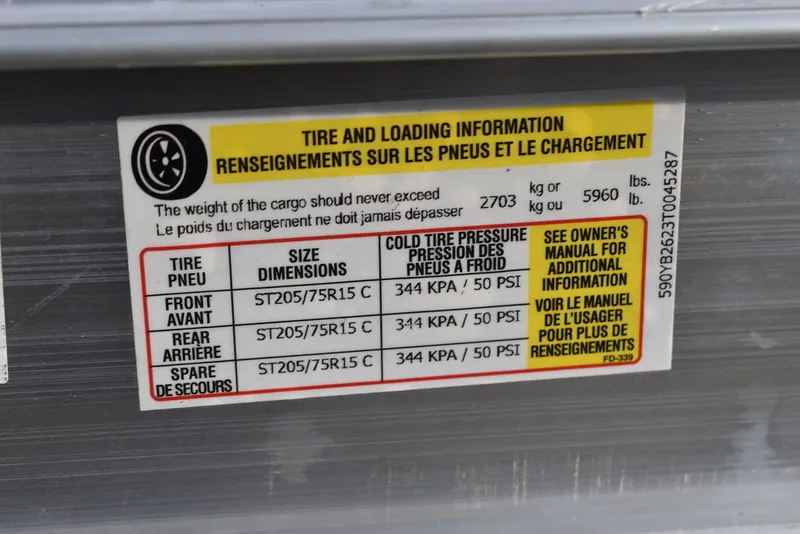 TIRE AND LOADING INFORMATION
RENSEIGNEMENTS SUR LES PNEUS ET LE CHARGEMENT
The weight of the cargo should never exceed 2703 kg or 5960 lbs.
Le poids du chargement ne doit jamais dépasser kg ou lb.
TIRE PNEU
SIZE DIMENSIONS
COLD TIRE PRESSURE
PRESSION DES
PNEUS A FROID
FRONT AVANT
ST205/75R15 C
344 KPA / 50 PSI
REAR ARRIÈRE
ST205/75R15 C
344 KPA / 50 PSI
SPARE DE SECOURS
ST205/75R15 C
344 KPA / 50 PSI
SEE OWNER'S
MANUAL FOR
ADDITIONAL
INFORMATION
VOIR LE MANUEL
DE L'USAGER
POUR PLUS DE
RENSEIGNEMENTS
FD-339
590YB2623T0045287